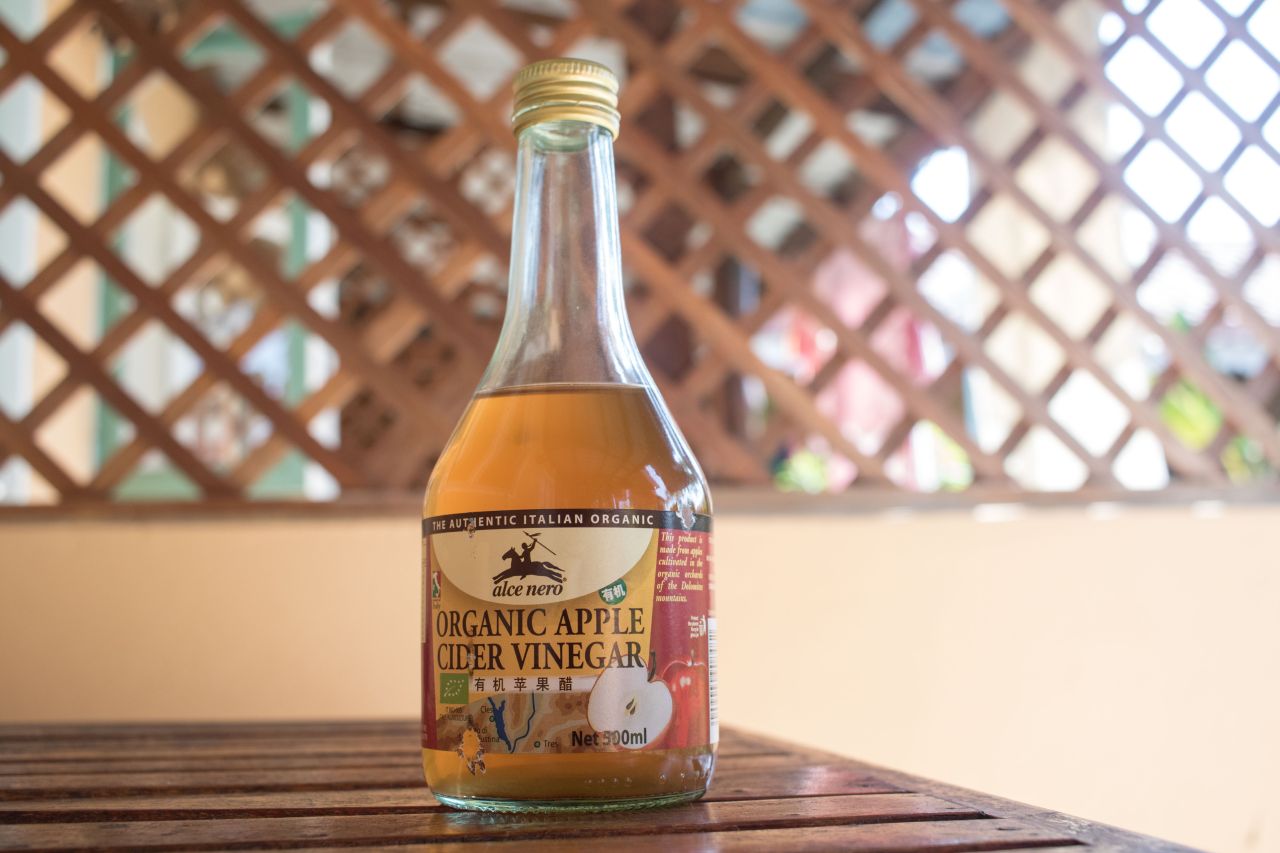 THE AUTHENTIC ITALIAN ORGANIC
alce nero
有机
ORGANIC APPLE
CIDER VINEGAR
有机苹果醋
Tres
Net 500ml
This product is
made from apples
cultivated in the
organic orchards
of the Dolomites
mountains.